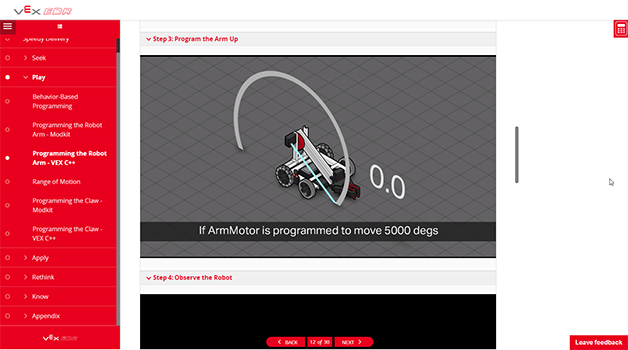 VEX EDR
Speedy Delivery
Seek
Play
Behavior-Based
Programming
Programming the Robot
Arm - Modkit
Programming the Robot
Arm - VEX C++
Range of Motion
Programming the Claw -
Modkit
Programming the Claw -
VEX C++
Apply
Rethink
Know
Appendix
VEX EDR
Step 3: Program the Arm Up
0.0
If ArmMotor is programmed to move 5000 degs
Step 4: Observe the Robot
BACK
12 of 30
NEXT
Leave feedback